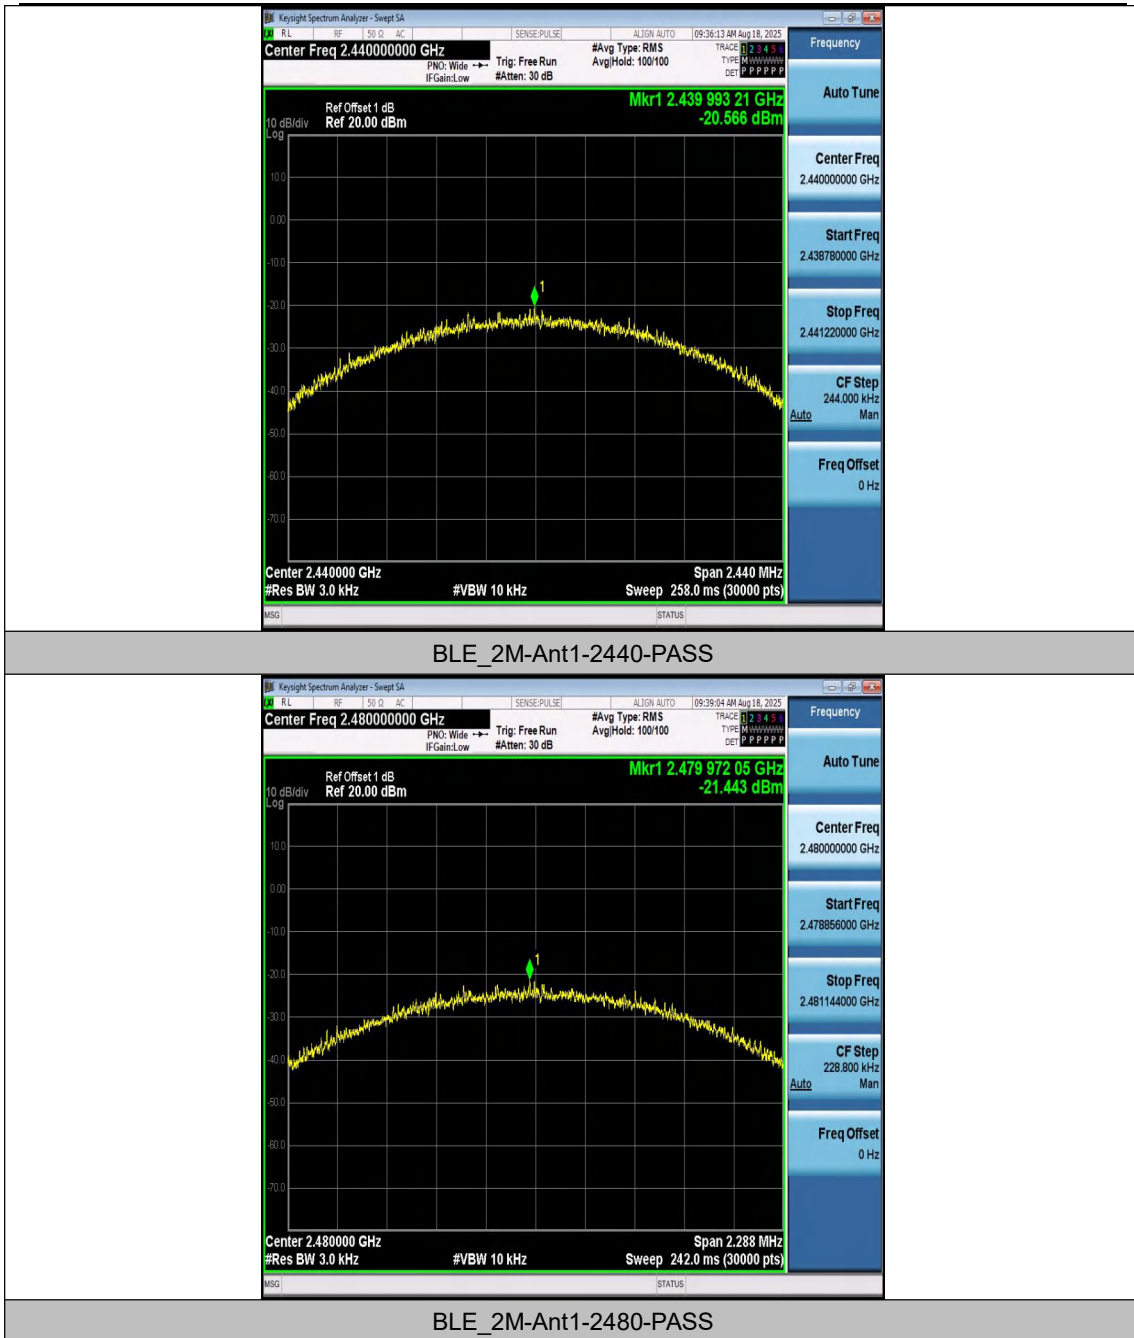 Keysight Spectrum Analyzer - Swept SA
RL RF 50 Ω AC SENSE:PULSE ALIGN AUTO 09:36:13 AM Aug 18, 2025
Center Freq 2.440000000 GHz
PNO: Wide
IFGain:Low
Trig: Free Run
#Atten: 30 dB
#Avg Type: RMS
Avg|Hold: 100/100
TRACE 1 2 3 4 5 6
TYPE M WWWWW
DET P P P P P P
Frequency
Auto Tune
Center Freq
2.440000000 GHz
Start Freq
2.438780000 GHz
Stop Freq
2.441220000 GHz
CF Step
244.000 kHz
Auto Man
Freq Offset
0 Hz
Mkr1 2.439 993 21 GHz
-20.566 dBm
Ref Offset 1 dB
10 dB/div Ref 20.00 dBm
Log
10.0
0.00
-10.0
-20.0
-30.0
-40.0
-50.0
-60.0
-70.0
1
Center 2.440000 GHz Span 2.440 MHz
#Res BW 3.0 kHz #VBW 10 kHz Sweep 258.0 ms (30000 pts)
MSG STATUS
BLE_2M-Ant1-2440-PASS
Keysight Spectrum Analyzer - Swept SA
RL RF 50 Ω AC SENSE:PULSE ALIGN AUTO 09:39:04 AM Aug 18, 2025
Center Freq 2.480000000 GHz
PNO: Wide
IFGain:Low
Trig: Free Run
#Atten: 30 dB
#Avg Type: RMS
Avg|Hold: 100/100
TRACE 1 2 3 4 5 6
TYPE M WWWWW
DET P P P P P P
Frequency
Auto Tune
Center Freq
2.480000000 GHz
Start Freq
2.478856000 GHz
Stop Freq
2.481144000 GHz
CF Step
228.800 kHz
Auto Man
Freq Offset
0 Hz
Mkr1 2.479 972 05 GHz
-21.443 dBm
Ref Offset 1 dB
10 dB/div Ref 20.00 dBm
Log
10.0
0.00
-10.0
-20.0
-30.0
-40.0
-50.0
-60.0
-70.0
1
Center 2.480000 GHz Span 2.288 MHz
#Res BW 3.0 kHz #VBW 10 kHz Sweep 242.0 ms (30000 pts)
MSG STATUS
BLE_2M-Ant1-2480-PASS